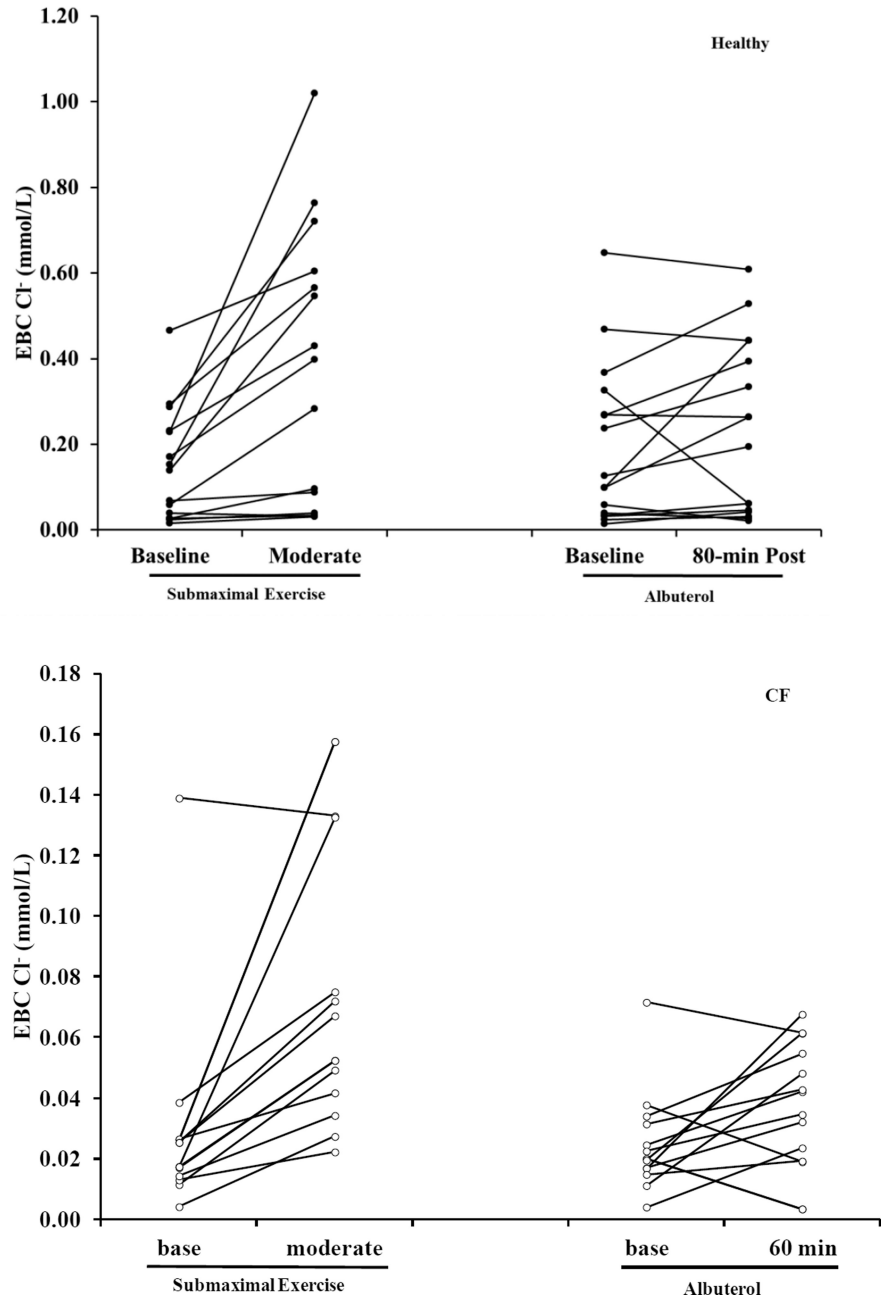 1.20
Healthy
1.00
0.80
0.60
0.40
0.20
0.00
EBC Cl- (mmol/L)
Baseline Moderate Baseline 80-min Post
Submaximal Exercise Albuterol
0.18
CF
0.16
0.14
0.12
0.10
0.08
0.06
0.04
0.02
0.00
EBC Cl- (mmol/L)
base moderate base 60 min
Submaximal Exercise Albuterol